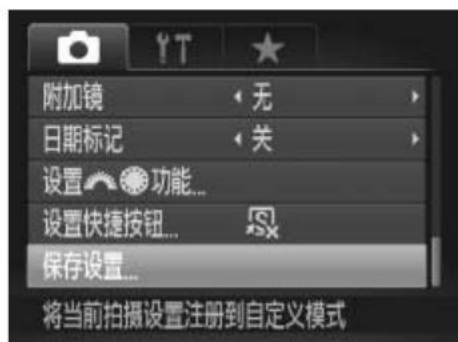 附加镜 无
日期标记 关
设置 功能...
设置快捷按钮...
保存设置...
将当前拍摄设置注册到自定义模式